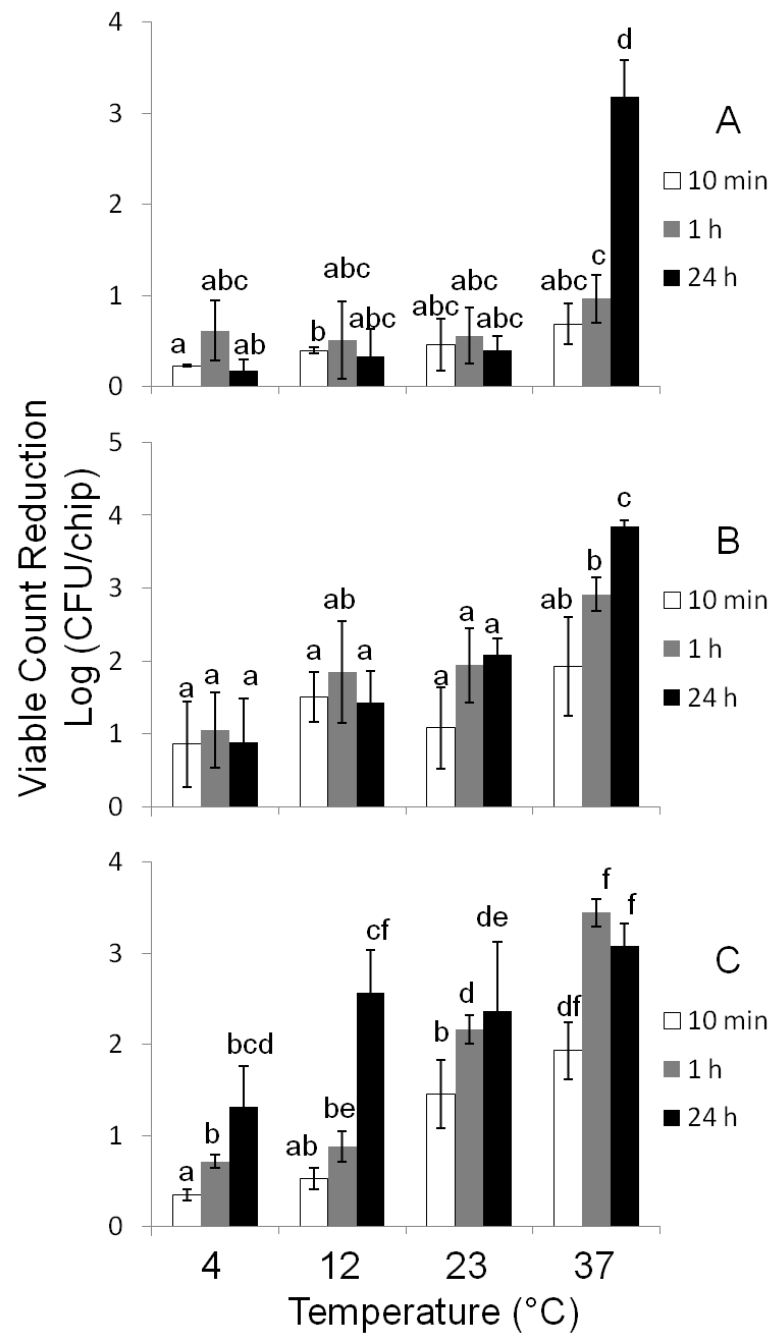 4
3
2
1
0
d
abc
abc
abc
abc
c
a
ab
b
abc
abc
abc
A
10 min
1 h
24 h
Viable Count Reduction
Log (CFU/chip)
5
4
3
2
1
0
a
a
a
a
ab
a
a
a
a
ab
b
c
B
10 min
1 h
24 h
4
3
2
1
0
a
b
bcd
ab
be
cf
b
d
de
df
f
f
C
10 min
1 h
24 h
4 12 23 37
Temperature (°C)